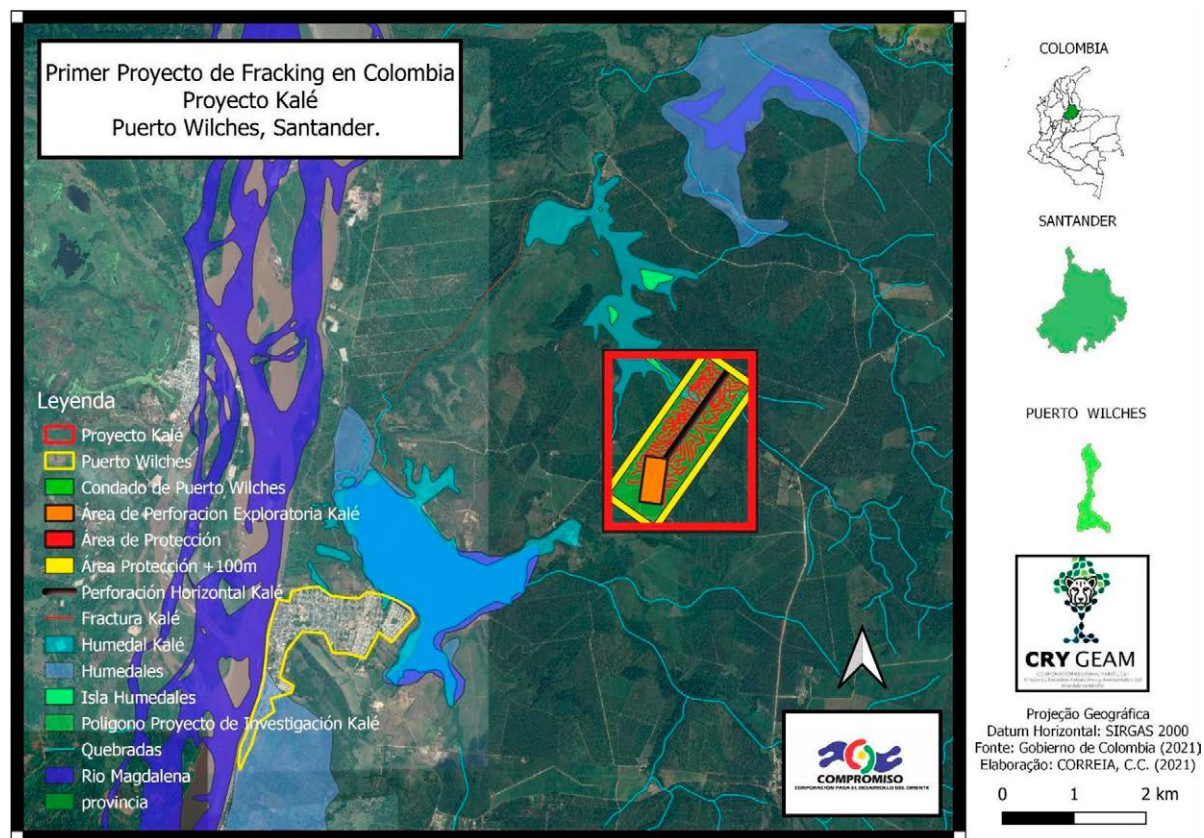 Primer Proyecto de Fracking en Colombia
Proyecto Kalé
Puerto Wilches, Santander.
Leyenda
Proyecto Kalé
Puerto Wilches
Condado de Puerto Wilches
Área de Perforacion Exploratoria Kalé
Área de Protección
Área Protección +100m
Perforación Horizontal Kalé
Fractura Kalé
Humedal Kalé
Humedales
Isla Humedales
Poligono Proyecto de Investigación Kalé
Quebradas
Rio Magdalena
provincia
COMPROMISO
CORPORACIÓN PARA EL DESARROLLO DEL ORIENTE
COLOMBIA
SANTANDER
PUERTO WILCHES
CRY GEAM
Projeção Geográfica
Datum Horizontal: SIRGAS 2000
Fonte: Gobierno de Colombia (2021)
Elaboração: CORREIA, C.C. (2021)
0 1 2 km